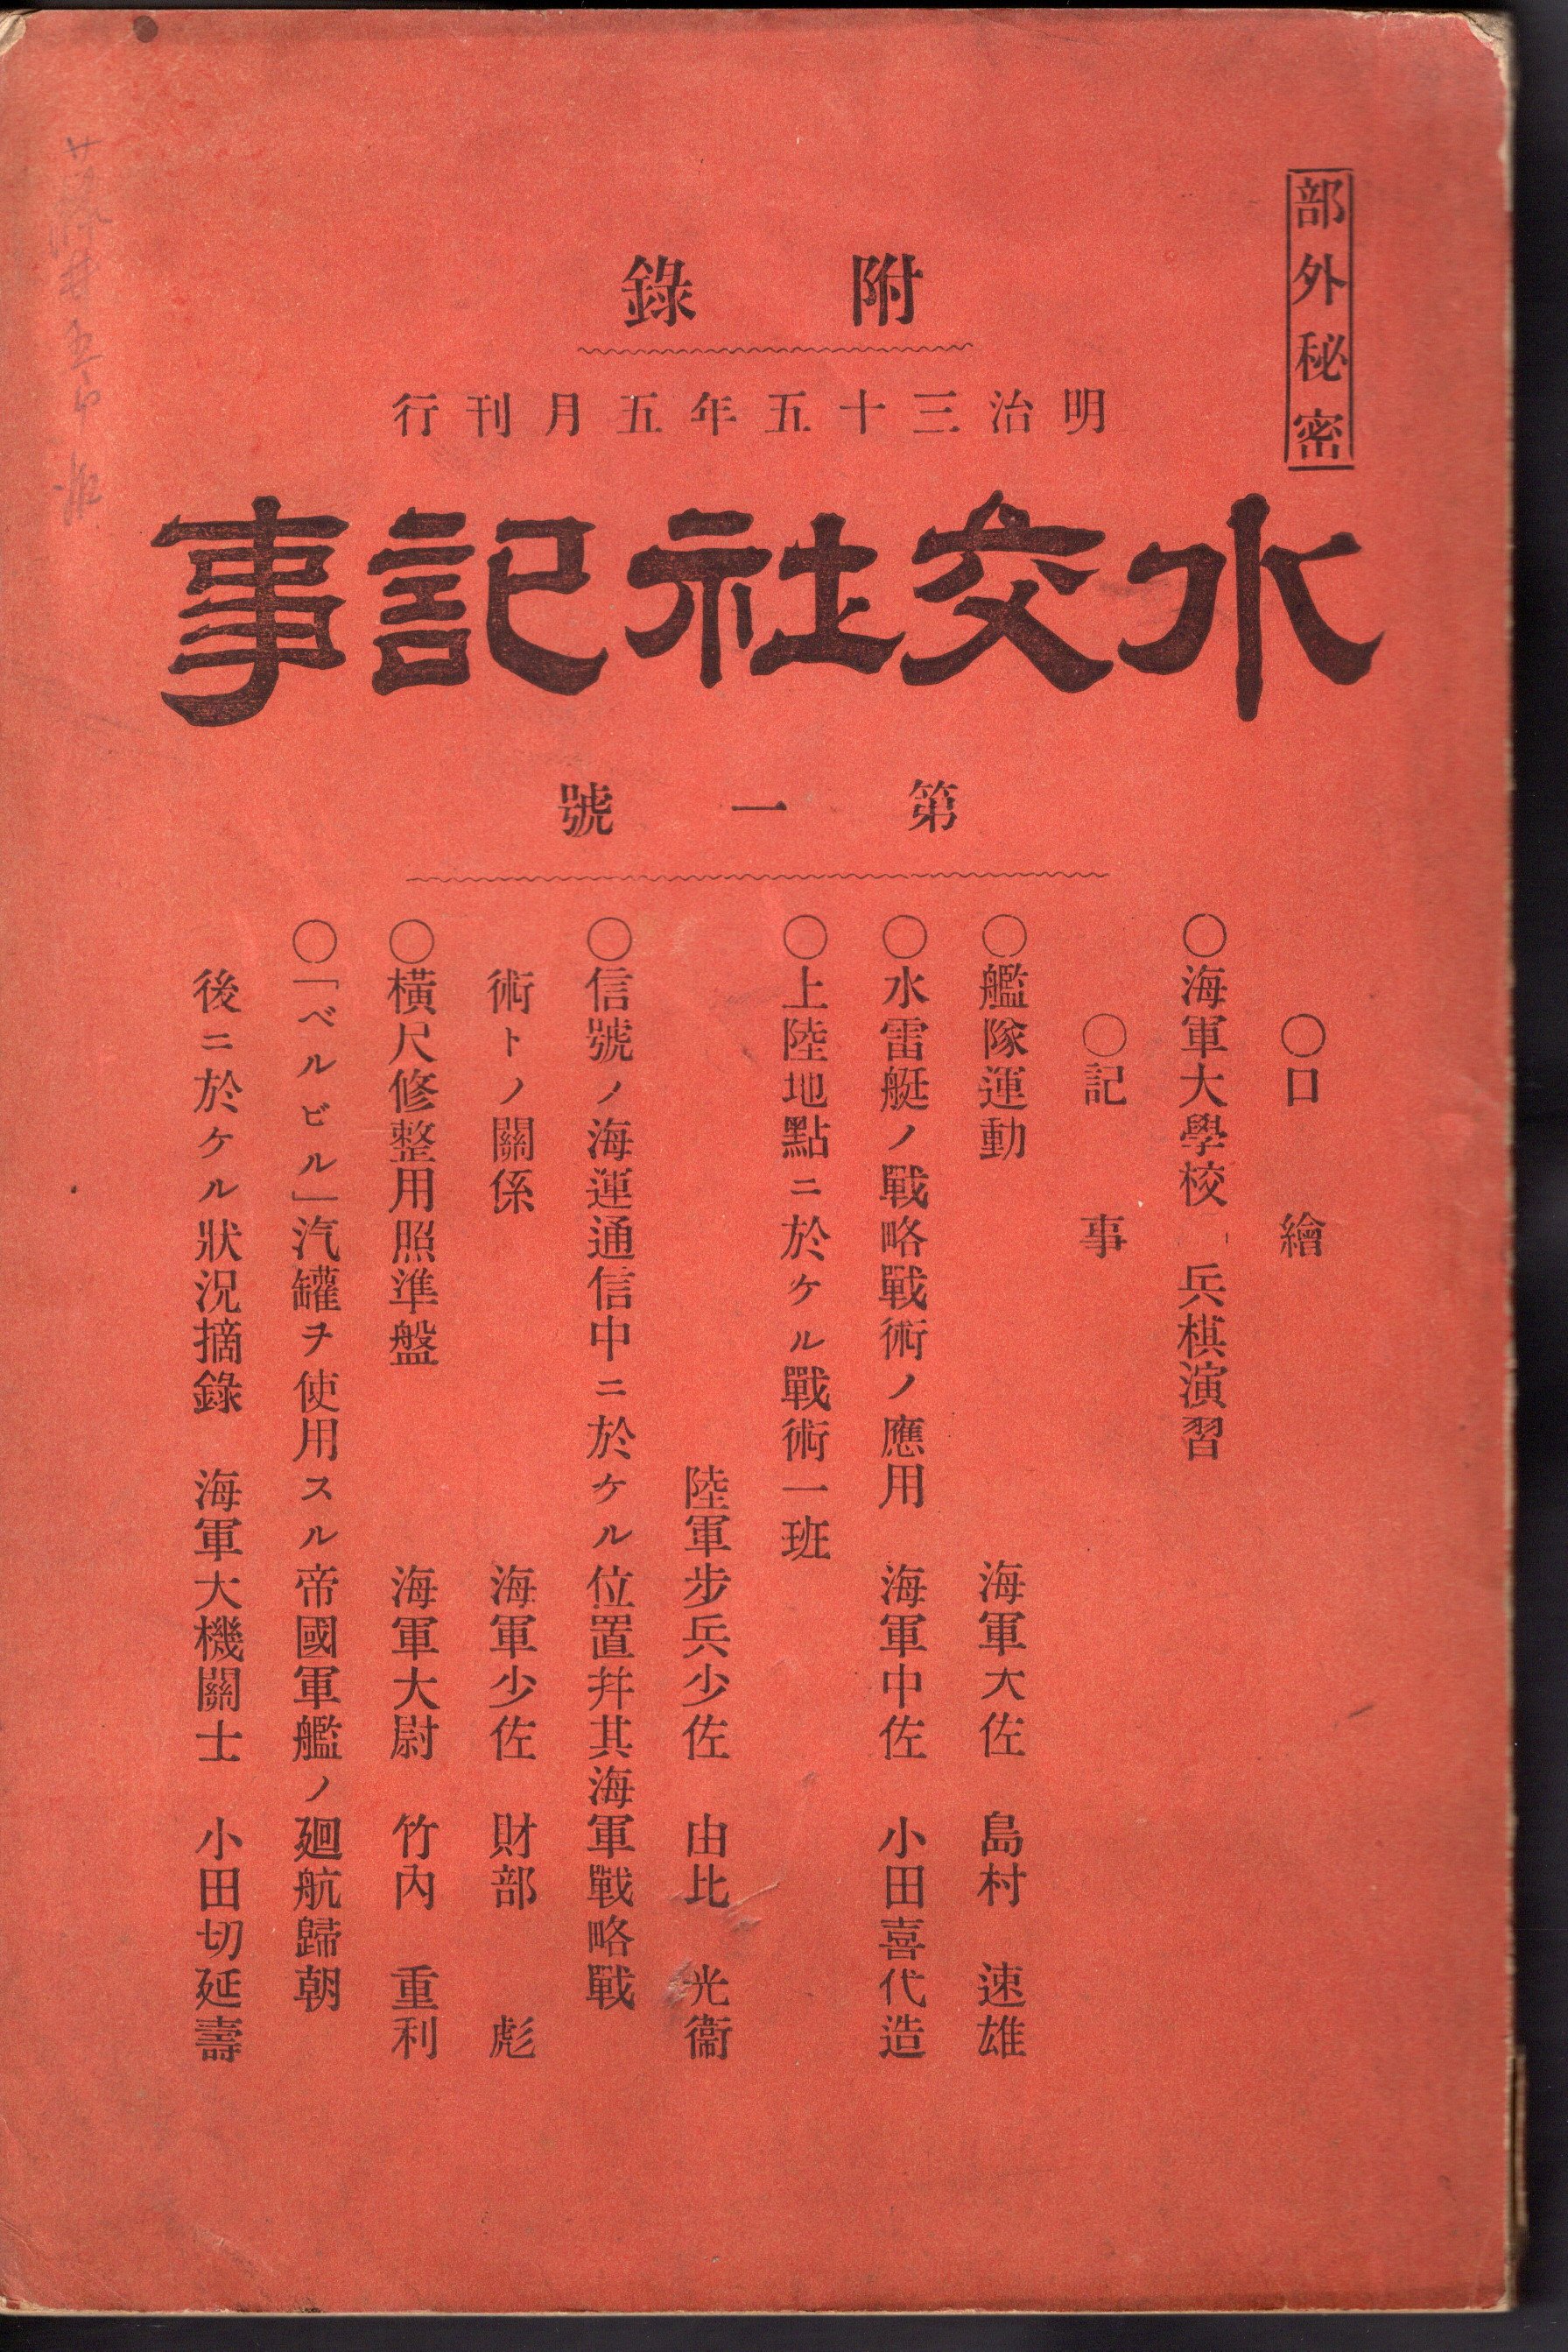 部外秘密
附錄
明治三十五年五月刊行
水交社記事
第一號
○口繪
○海軍大學校 兵棋演習
○記事
○艦隊運動 海軍大佐 島村 速雄
○水雷艇ノ戰略戰術ノ應用 海軍中佐 小田喜代造
○上陸地點ニ於ケル戰術一班
陸軍步兵少佐 由比 光衞
○信號ノ海運通信中ニ於ケル位置幷其海軍戰略戰
術トノ關係 海軍少佐 財部 彪
○橫尺修整用照準盤 海軍大尉 竹內 重利
○「ベルビル」汽罐ヲ使用スル帝國軍艦ノ廻航歸朝
後ニ於ケル狀況摘錄 海軍大機關士 小田切延壽